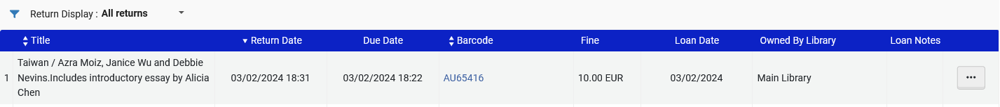 Return Display : All returns
Title Return Date Due Date Barcode Fine Loan Date Owned By Library Loan Notes
Taiwan / Azra Moiz, Janice Wu and Debbie
1 Nevins.Includes introductory essay by Alicia 03/02/2024 18:31 03/02/2024 18:22 AU65416 10.00 EUR 03/02/2024 Main Library
Chen